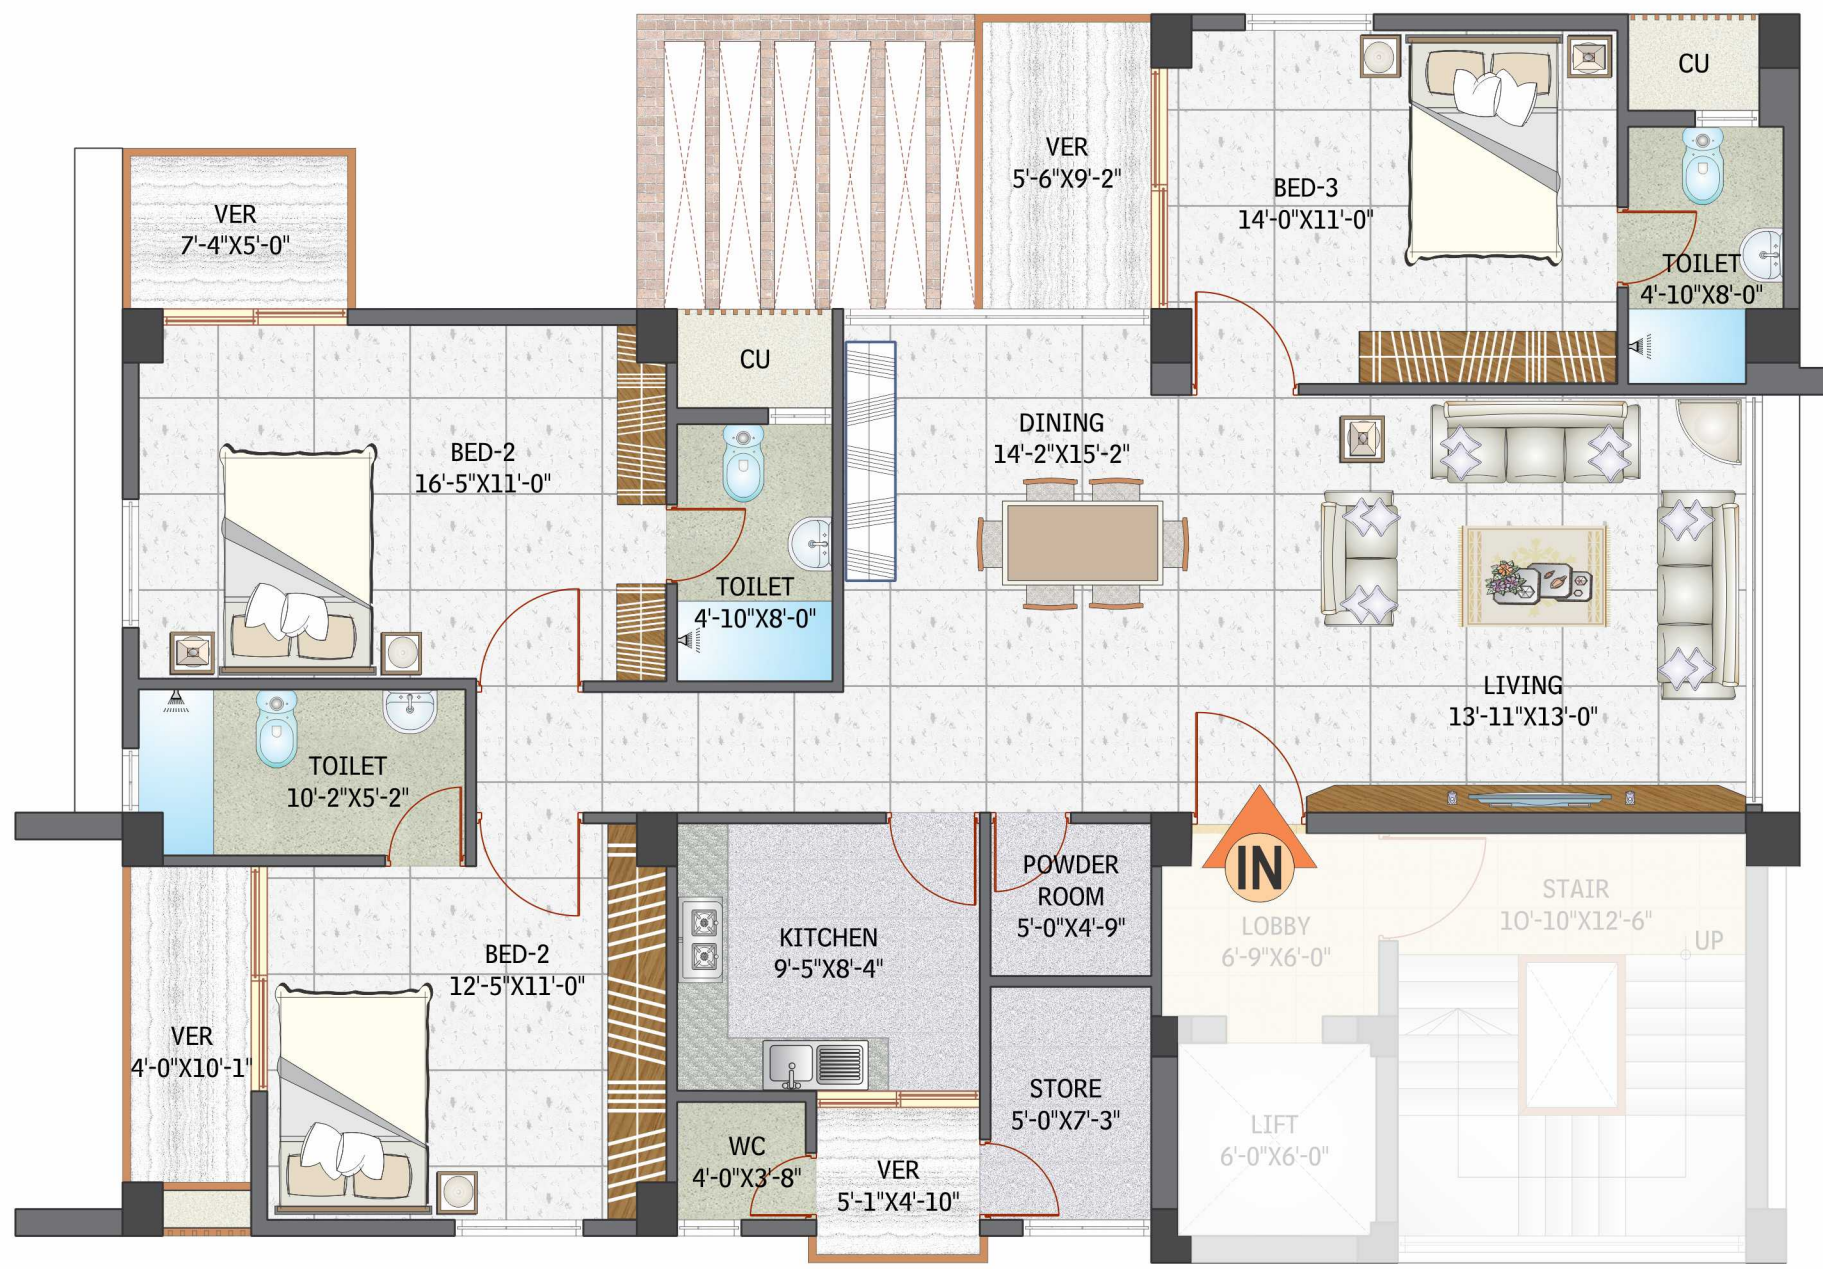 CU
VER
5'-6"X9'-2"
BED-3
14'-0"X11'-0"
VER
7'-4"X5'-0"
TOILET
4'-10"X8'-0"
CU
DINING
14'-2"X15'-2"
BED-2
16'-5"X11'-0"
TOILET
4'-10"X8'-0"
LIVING
13'-11"X13'-0"
TOILET
10'-2"X5'-2"
IN
POWDER
ROOM
5'-0"X4'-9"
STAIR
10'-10"X12'-6"
LOBBY
6'-9"X6'-0"
UP
KITCHEN
9'-5"X8'-4"
BED-2
12'-5"X11'-0"
VER
4'-0"X10'-1"
STORE
5'-0"X7'-3"
LIFT
6'-0"X6'-0"
WC
4'-0"X3'-8"
VER
5'-1"X4'-10"